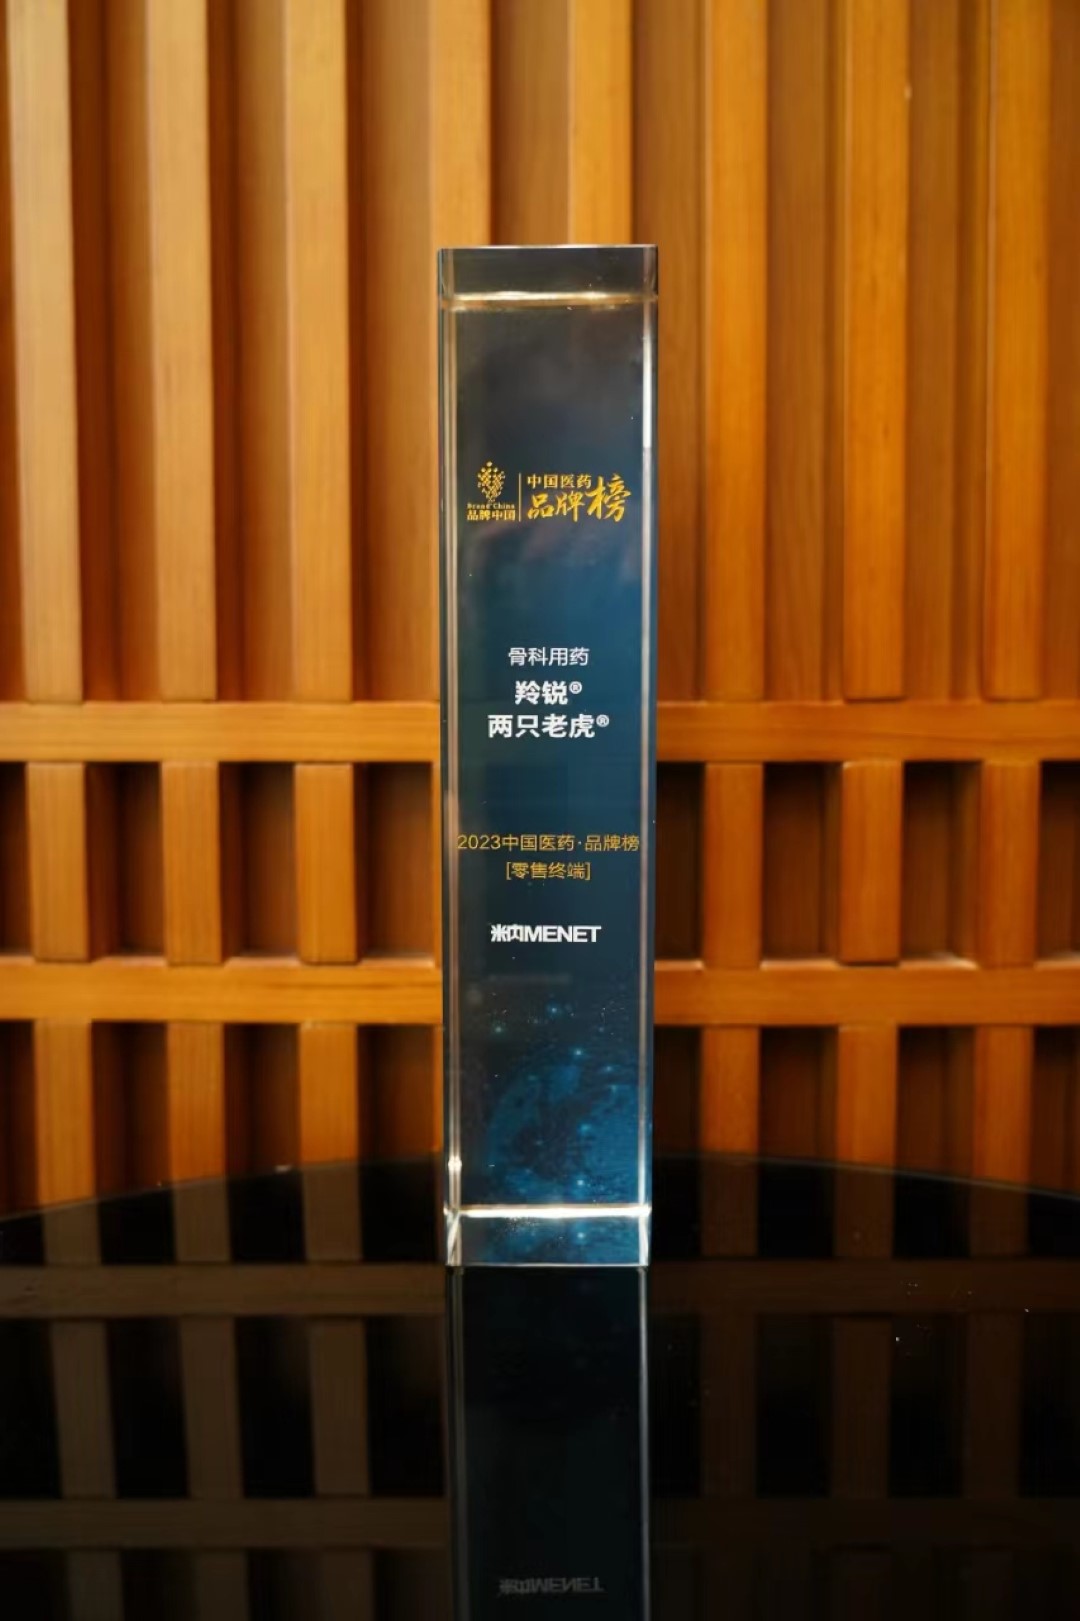 Brand China
品牌中国
中国医药
品牌榜
骨科用药
羚锐®
两只老虎®
2023中国医药·品牌榜
[零售终端]
米内MENET